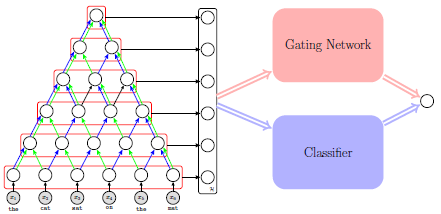 Gating Network
Classifier
H
x1 x2 x3 x4 x5 x6
the cat sat on the mat